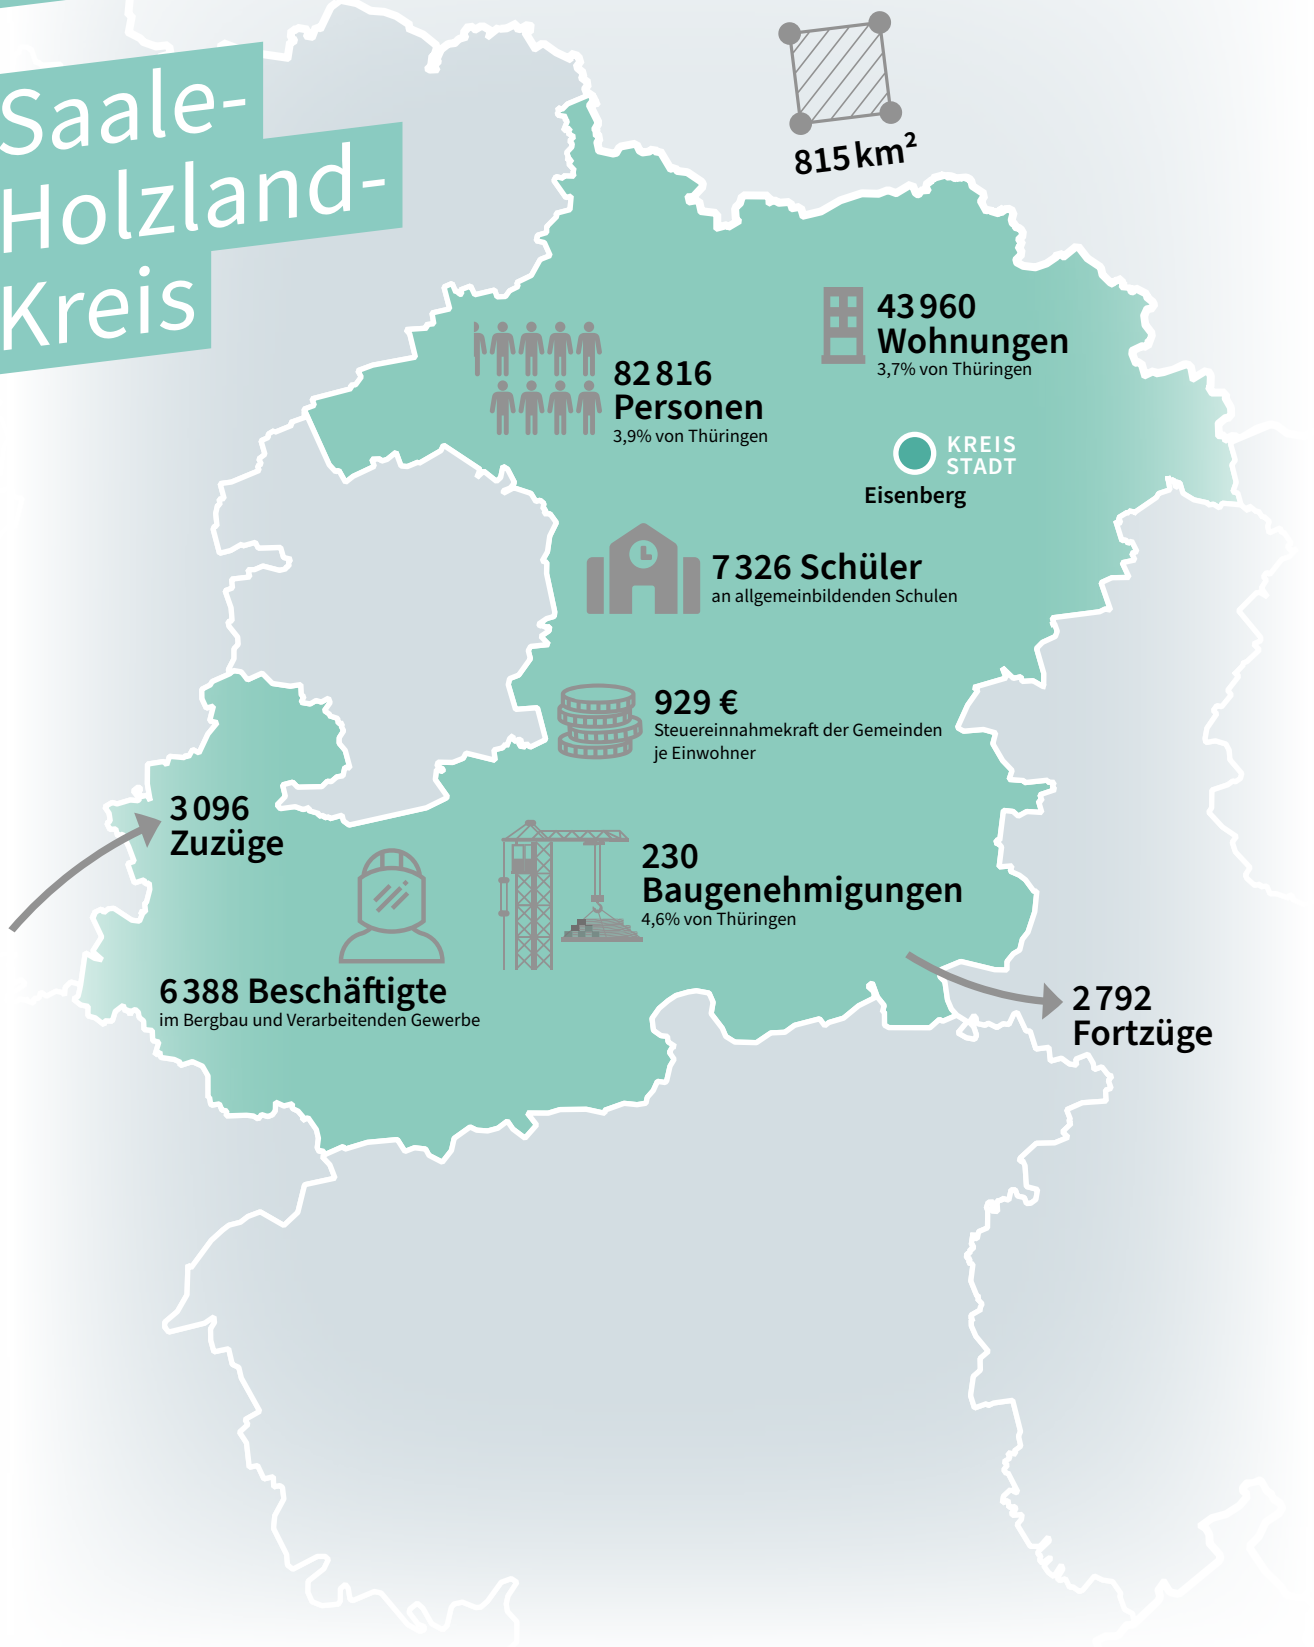 Saale-
Holzland-
Kreis
815 km²
43 960
Wohnungen
3,7% von Thüringen
82 816
Personen
3,9% von Thüringen
KREIS
STADT
Eisenberg
7 326 Schüler
an allgemeinbildenden Schulen
929 €
Steuereinnahmekraft der Gemeinden
je Einwohner
3 096
Zuzüge
230
Baugenehmigungen
4,6% von Thüringen
6 388 Beschäftigte
im Bergbau und Verarbeitenden Gewerbe
2 792
Fortzüge